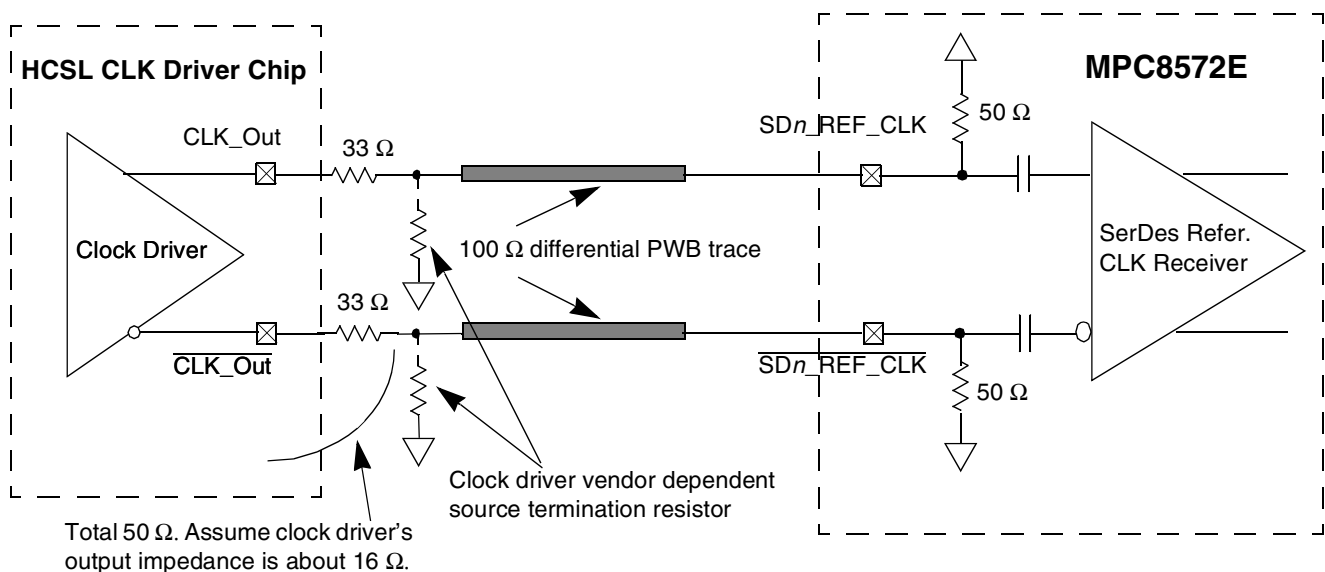 HCSL CLK Driver Chip
MPC8572E
CLK_Out
33 Ω
SDn_REF_CLK
50 Ω
Clock Driver
100 Ω differential PWB trace
SerDes Refer.
CLK Receiver
33 Ω
CLK_Out
SDn_REF_CLK
50 Ω
Clock driver vendor dependent
source termination resistor
Total 50 Ω. Assume clock driver's
output impedance is about 16 Ω.